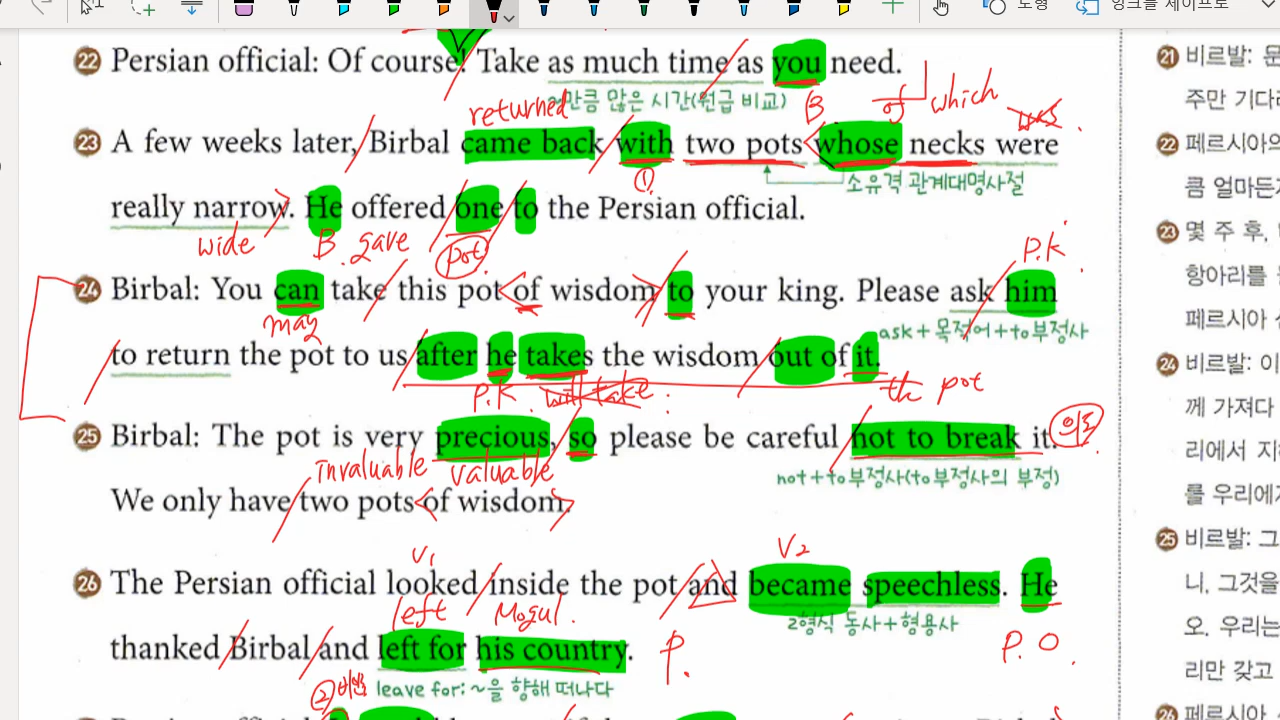 도형
잉크를 셰이프로
22 Persian official: Of course! Take as much time as you need.
만큼 많은 시간(원급 비교)
returned B of which
23 A few weeks later, Birbal came back with two pots whose necks were
① 소유격 관계대명사절
really narrow. He offered one to the Persian official.
wide B. gave pot P.K
24 Birbal: You can take this pot of wisdom to your king. Please ask him
may ask+목적어+to부정사
to return the pot to us after he takes the wisdom out of it.
P.K will take the pot
25 Birbal: The pot is very precious, so please be careful not to break it.
invaluable valuable not+to부정사(to부정사의 부정)
We only have two pots of wisdom.
V1 V2
26 The Persian official looked inside the pot and became speechless. He
left Mogul. 2형식 동사+형용사
thanked Birbal and left for his country. P. P.O.
② leave for: ~을 향해 떠나다
21 비르발: 문
주만 기다려
22 페르시아의
큼 얼마든지
23 몇 주 후,
항아리를
페르시아
24 비르발: 이
께 가져다
리에서 지
를 우리에게
25 비르발: 그
니, 그것을
오. 우리는
리만 갖고
26 페르시아